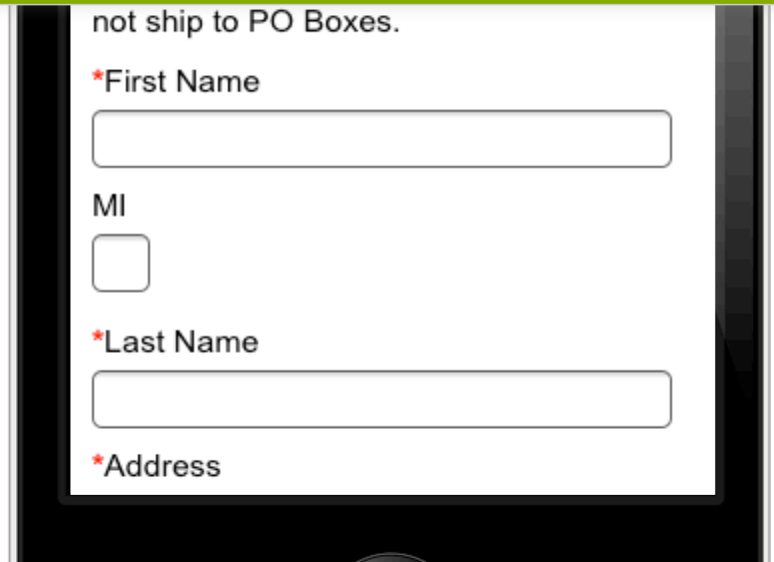 not ship to PO Boxes.
*First Name
MI
*Last Name
*Address